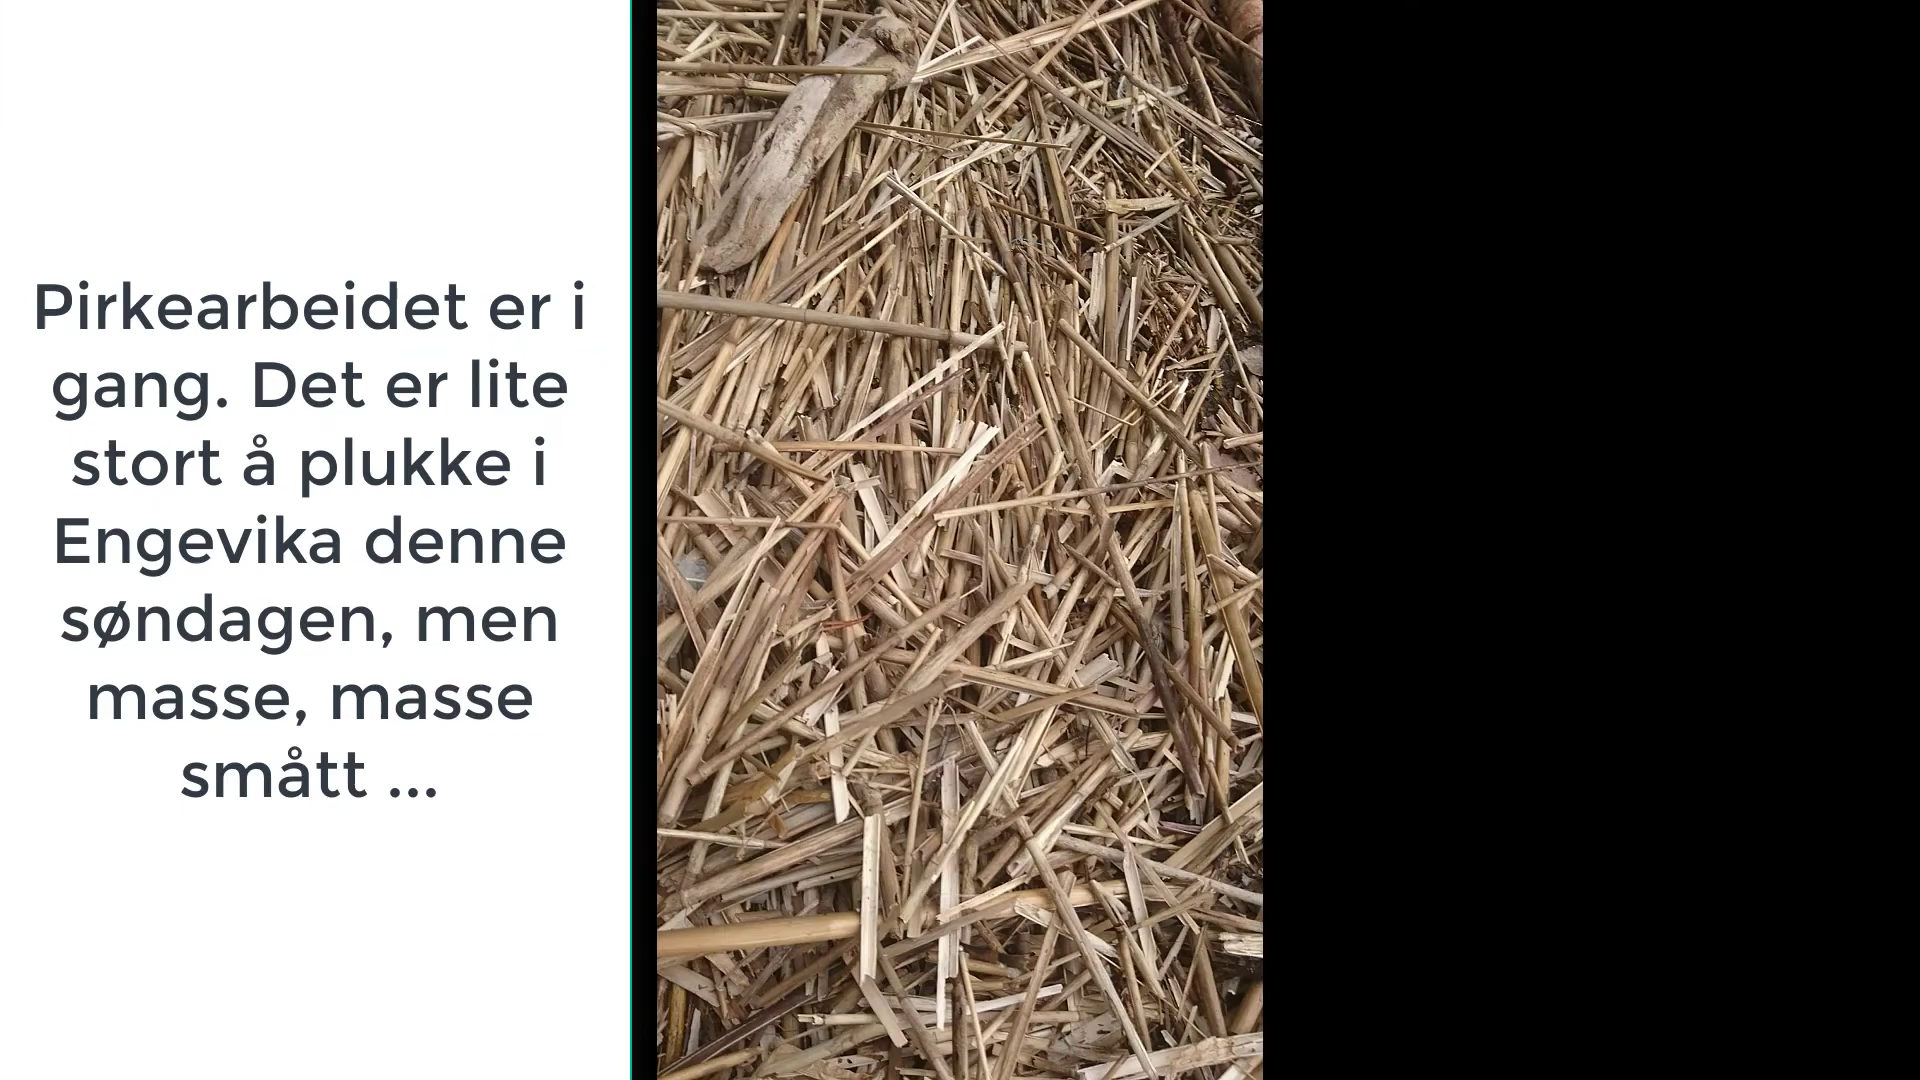 Pirkearbeidet er i
gang. Det er lite
stort å plukke i
Engevika denne
søndagen, men
masse, masse
smått ...